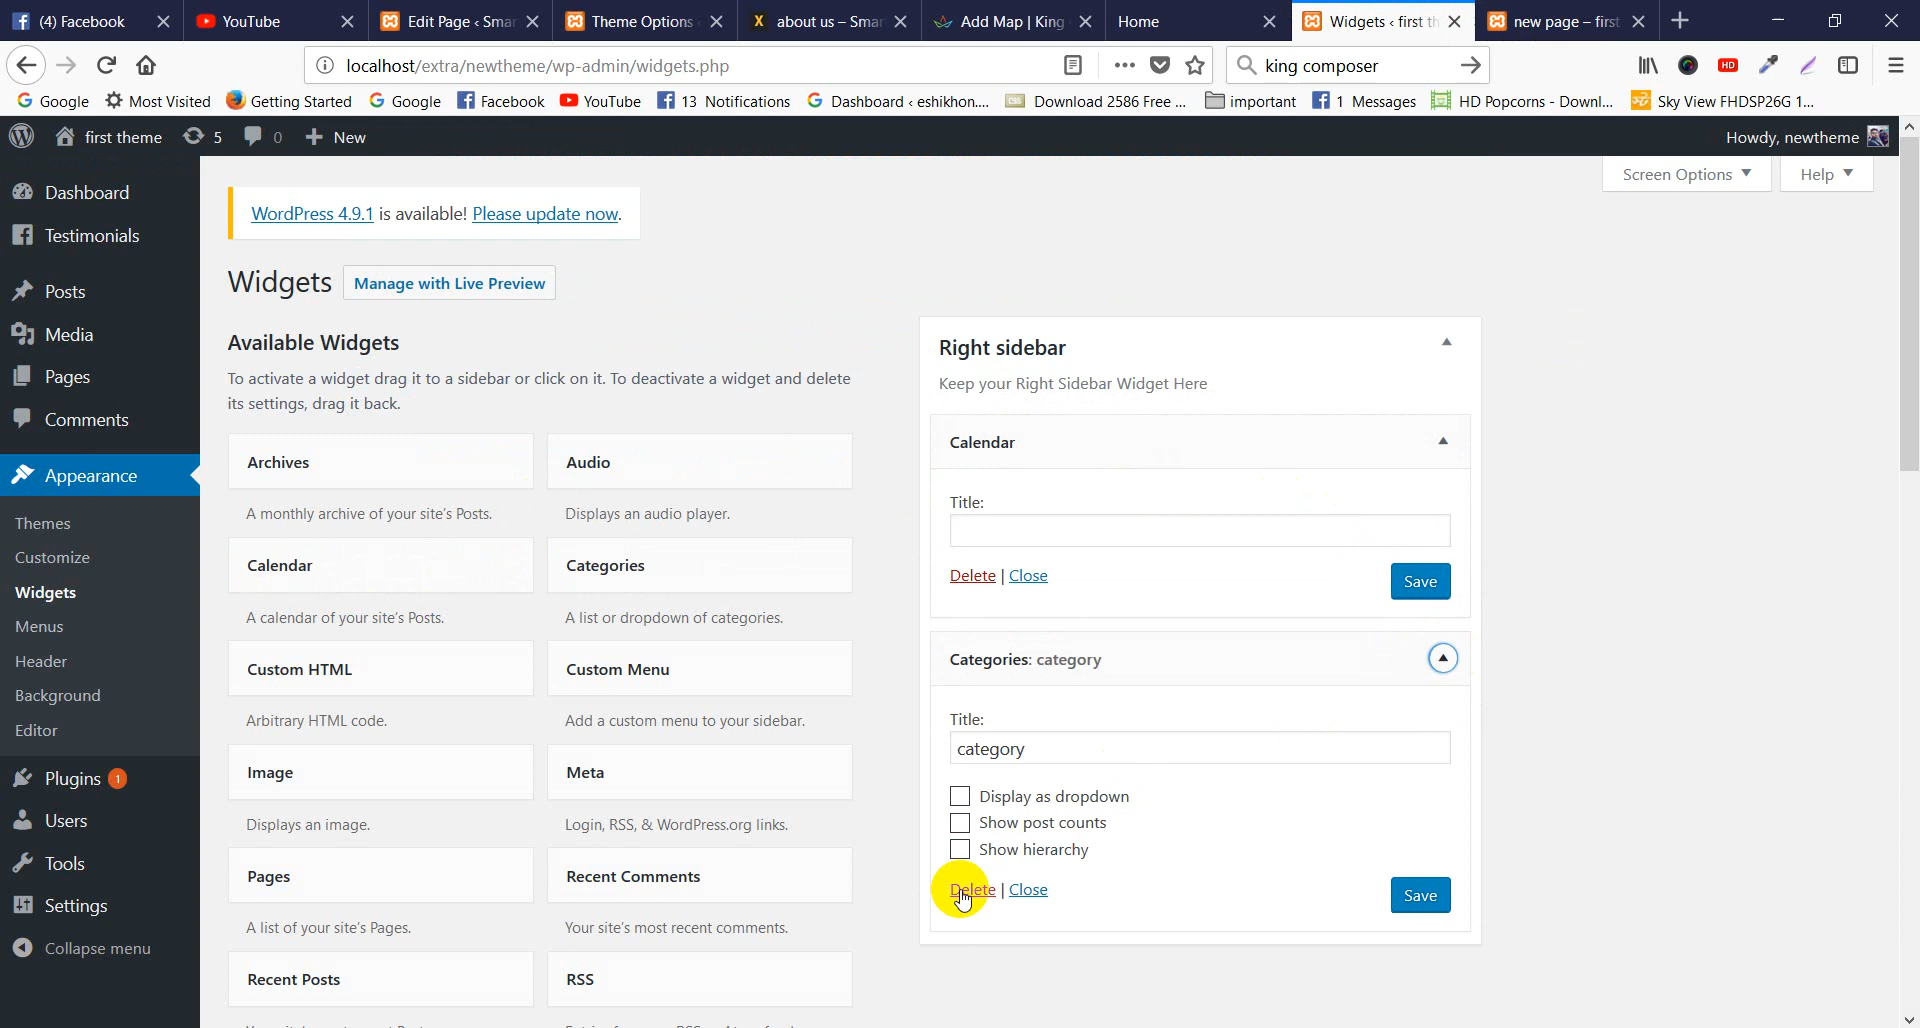 (4) Facebook
YouTube
Edit Page ‹ Smar
Theme Options
X about us – Smar
Add Map | King
Home
Widgets ‹ first th
new page – first
localhost/extra/newtheme/wp-admin/widgets.php
king composer
HD
Google
Most Visited
Getting Started
Google
Facebook
YouTube
13 Notifications
Dashboard ‹ eshikhon....
Download 2586 Free ...
important
1 Messages
HD Popcorns - Downl...
Sky View FHDSP26G 1...
first theme
5
0
New
Howdy, newtheme
Screen Options
Help
Dashboard
Testimonials
Posts
Media
Pages
Comments
Appearance
Themes
Customize
Widgets
Menus
Header
Background
Editor
Plugins 1
Users
Tools
Settings
Collapse menu
WordPress 4.9.1 is available! Please update now.
Widgets
Manage with Live Preview
Available Widgets
To activate a widget drag it to a sidebar or click on it. To deactivate a widget and delete
its settings, drag it back.
Archives
A monthly archive of your site's Posts.
Audio
Displays an audio player.
Calendar
A calendar of your site's Posts.
Categories
A list or dropdown of categories.
Custom HTML
Arbitrary HTML code.
Custom Menu
Add a custom menu to your sidebar.
Image
Displays an image.
Meta
Login, RSS, & WordPress.org links.
Pages
A list of your site's Pages.
Recent Comments
Your site's most recent comments.
Recent Posts
RSS
Right sidebar
Keep your Right Sidebar Widget Here
Calendar
Title:
Delete | Close
Save
Categories: category
Title:
category
Display as dropdown
Show post counts
Show hierarchy
Delete | Close
Save